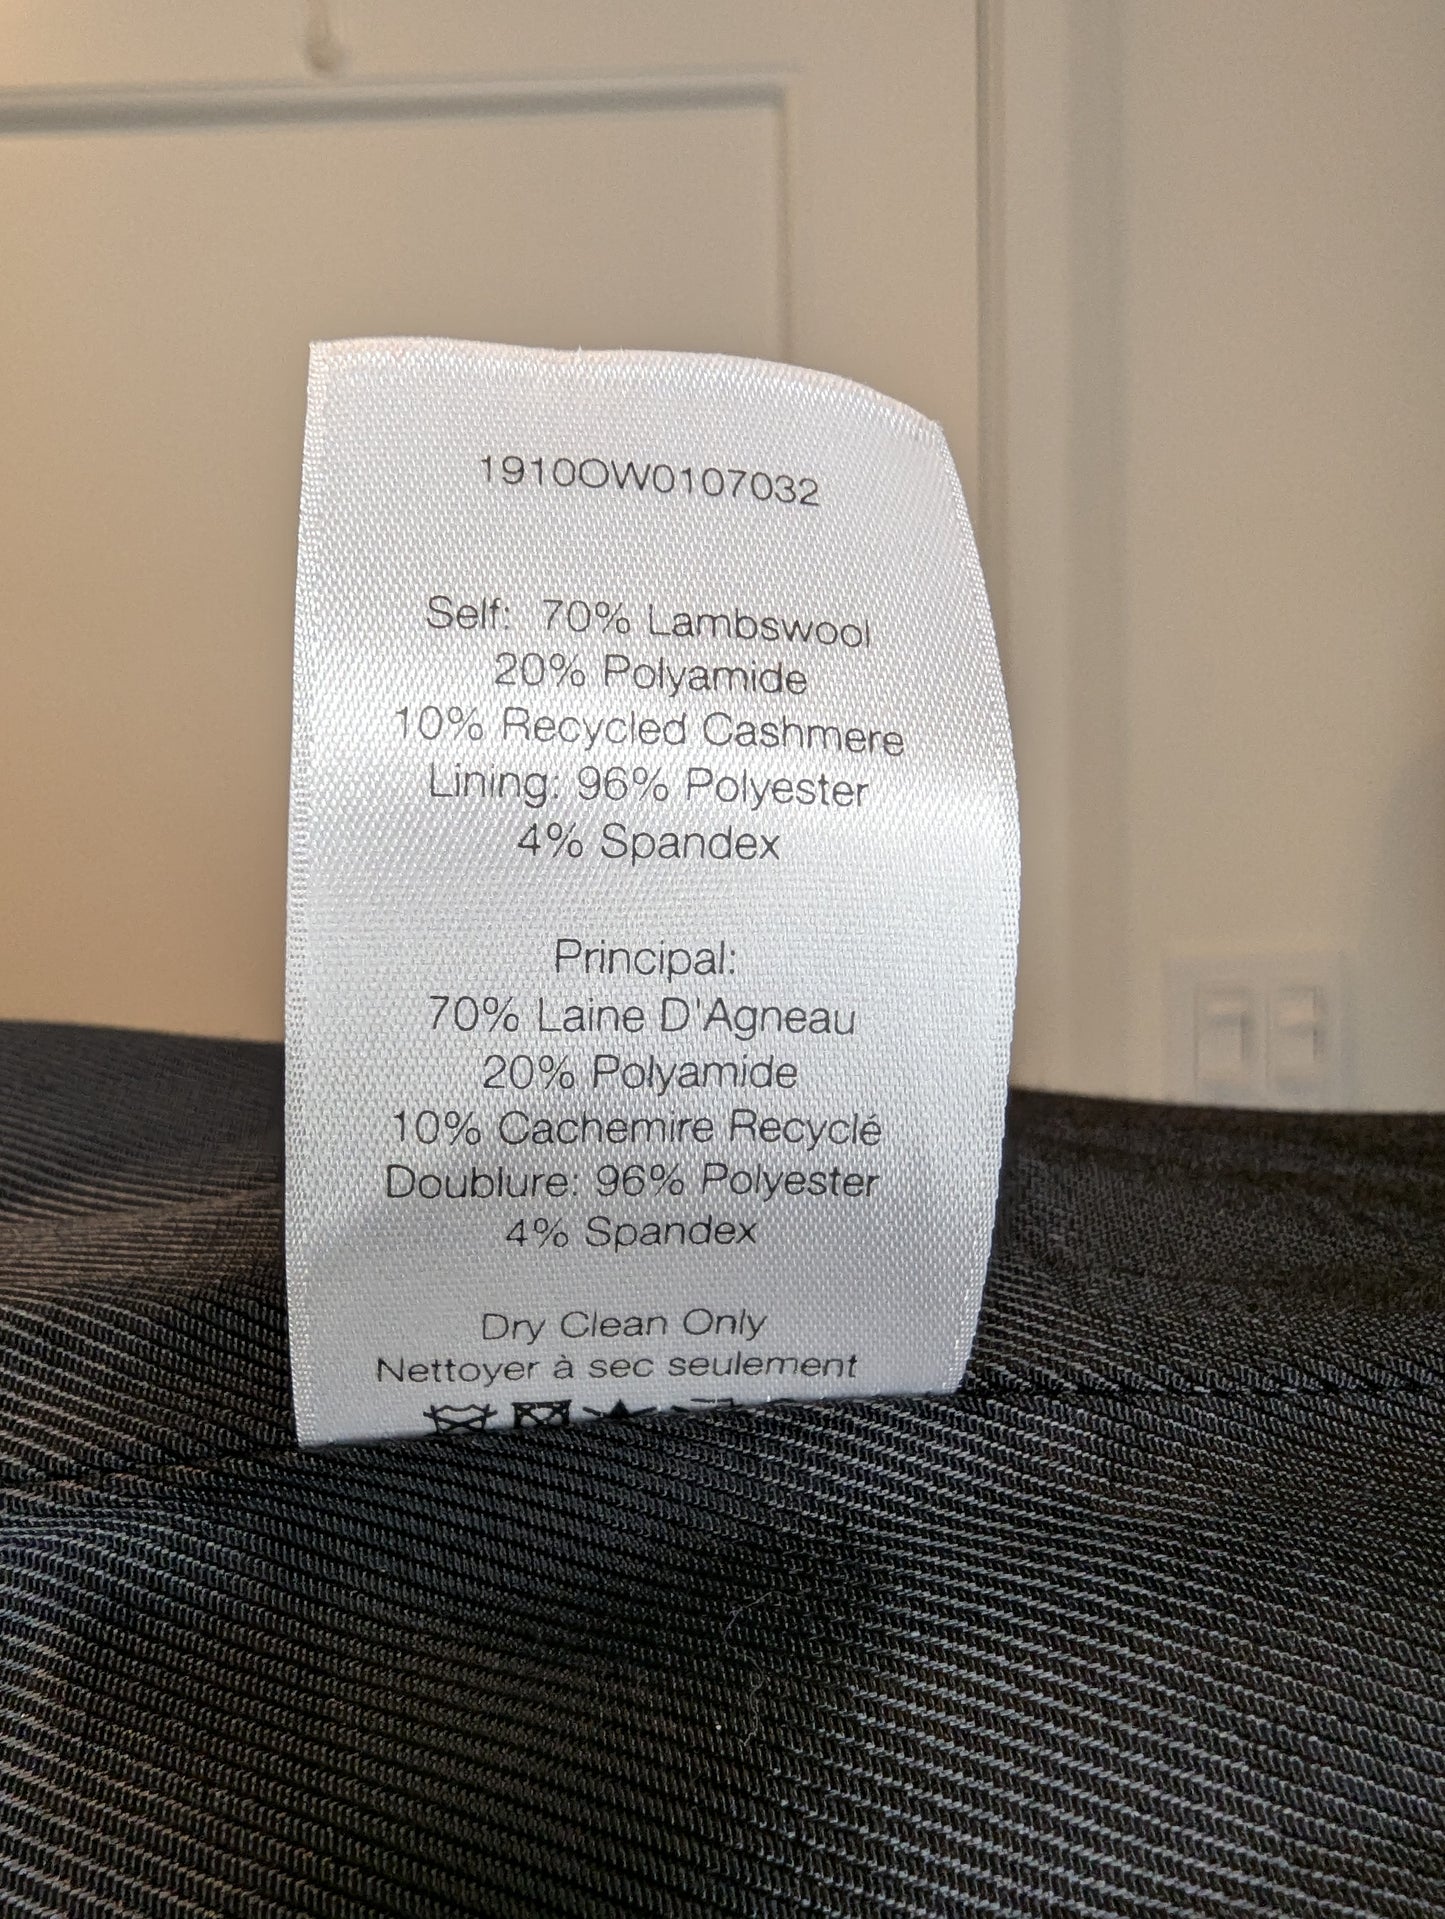 1910OW0107032
Self: 70% Lambswool
20% Polyamide
10% Recycled Cashmere
Lining: 96% Polyester
4% Spandex
Principal:
70% Laine D'Agneau
20% Polyamide
10% Cachemire Recyclé
Doublure: 96% Polyester
4% Spandex
Dry Clean Only
Nettoyer à sec seulement